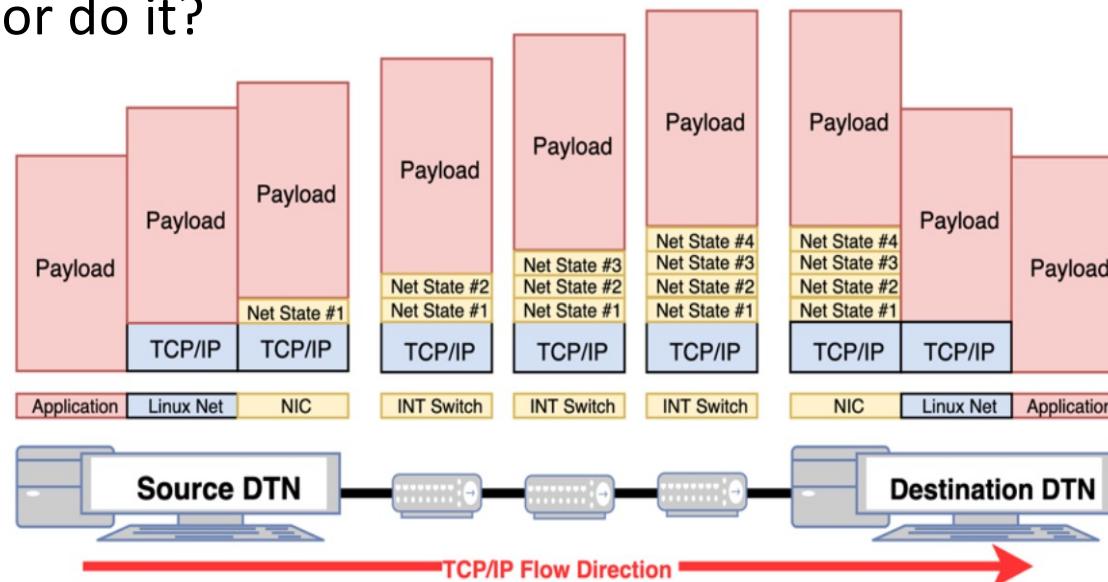 or do it?
Payload
Payload
TCP/IP
Payload
Net State #1
TCP/IP
Payload
Net State #2
Net State #1
TCP/IP
Payload
Net State #3
Net State #2
Net State #1
TCP/IP
Payload
Net State #4
Net State #3
Net State #2
Net State #1
TCP/IP
Payload
Net State #4
Net State #3
Net State #2
Net State #1
TCP/IP
Payload
TCP/IP
Payload
Application
Linux Net
NIC
INT Switch
INT Switch
INT Switch
NIC
Linux Net
Application
Source DTN
Destination DTN
TCP/IP Flow Direction